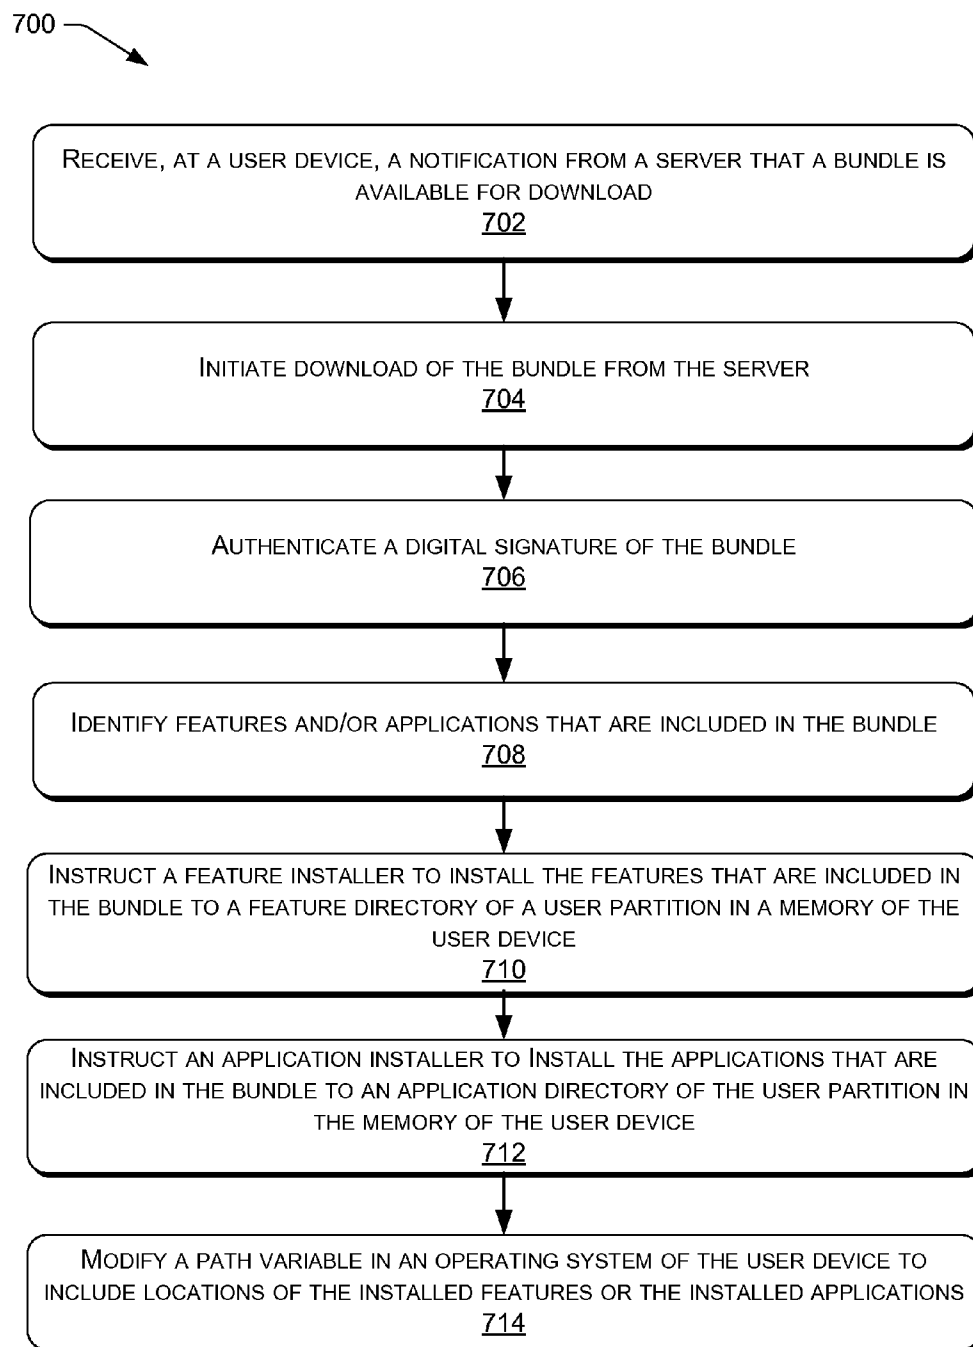 700
RECEIVE, AT A USER DEVICE, A NOTIFICATION FROM A SERVER THAT A BUNDLE IS
AVAILABLE FOR DOWNLOAD
702
INITIATE DOWNLOAD OF THE BUNDLE FROM THE SERVER
704
AUTHENTICATE A DIGITAL SIGNATURE OF THE BUNDLE
706
IDENTIFY FEATURES AND/OR APPLICATIONS THAT ARE INCLUDED IN THE BUNDLE
708
INSTRUCT A FEATURE INSTALLER TO INSTALL THE FEATURES THAT ARE INCLUDED IN
THE BUNDLE TO A FEATURE DIRECTORY OF A USER PARTITION IN A MEMORY OF THE
USER DEVICE
710
INSTRUCT AN APPLICATION INSTALLER TO INSTALL THE APPLICATIONS THAT ARE
INCLUDED IN THE BUNDLE TO AN APPLICATION DIRECTORY OF THE USER PARTITION IN
THE MEMORY OF THE USER DEVICE
712
MODIFY A PATH VARIABLE IN AN OPERATING SYSTEM OF THE USER DEVICE TO
INCLUDE LOCATIONS OF THE INSTALLED FEATURES OR THE INSTALLED APPLICATIONS
714